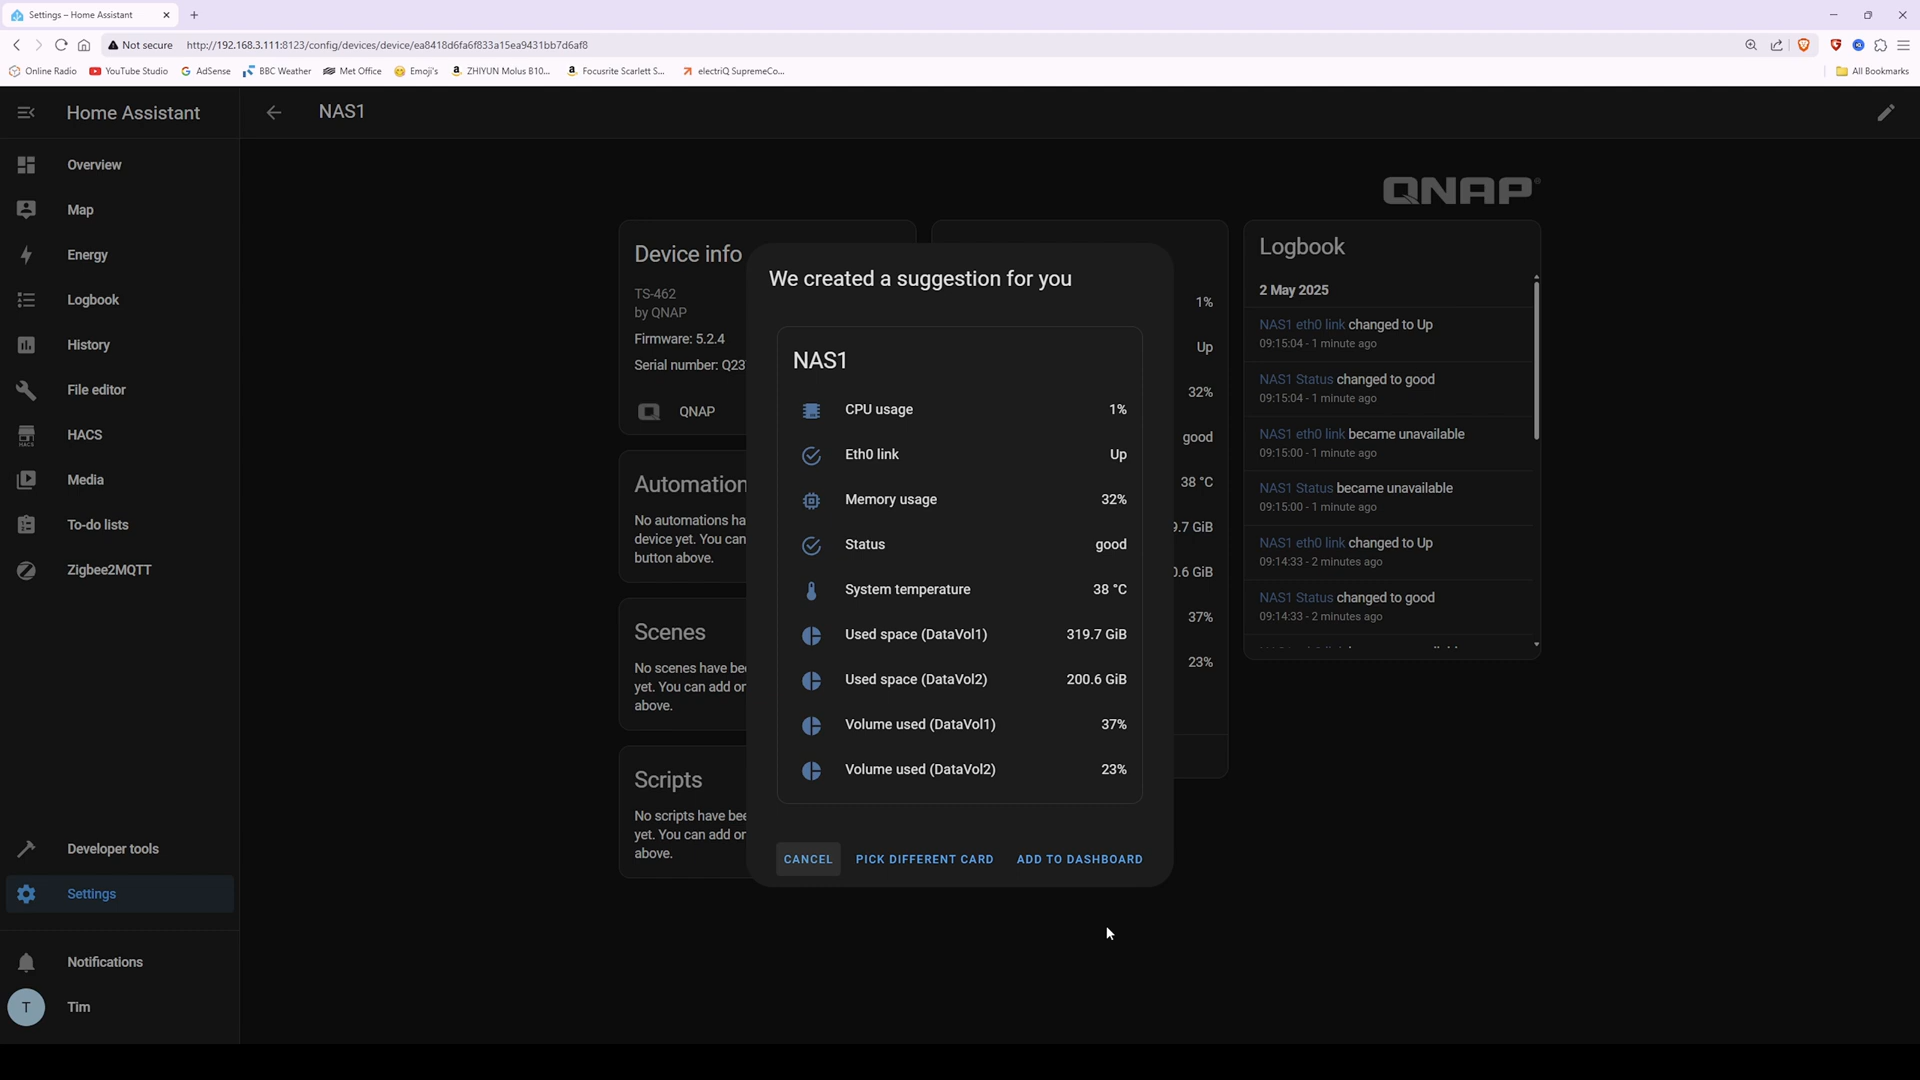 Settings – Home Assistant
Not secure
http://192.168.3.111:8123/config/devices/device/ea8418d6fa6f833a15ea9431bb7d6af8
Online Radio
YouTube Studio
AdSense
BBC Weather
Met Office
Emoji's
ZHIYUN Molus B10...
Focusrite Scarlett S...
electriQ SupremeCo...
All Bookmarks
Home Assistant
NAS1
Overview
Map
Energy
Logbook
History
File editor
HACS
HACS
Media
To-do lists
Zigbee2MQTT
Developer tools
Settings
Notifications
T
Tim
QNAP
Device info
TS-462
by QNAP
Firmware: 5.2.4
Serial number: Q23
QNAP
Automation
No automations ha
device yet. You can
button above.
Scenes
No scenes have be
yet. You can add or
above.
Scripts
No scripts have bee
yet. You can add or
above.
We created a suggestion for you
NAS1
CPU usage 1%
Eth0 link Up
Memory usage 32%
Status good
System temperature 38 °C
Used space (DataVol1) 319.7 GiB
Used space (DataVol2) 200.6 GiB
Volume used (DataVol1) 37%
Volume used (DataVol2) 23%
CANCEL
PICK DIFFERENT CARD
ADD TO DASHBOARD
1%
Up
32%
good
38 °C
9.7 GiB
0.6 GiB
37%
23%
Logbook
2 May 2025
NAS1 eth0 link changed to Up
09:15:04 - 1 minute ago
NAS1 Status changed to good
09:15:04 - 1 minute ago
NAS1 eth0 link became unavailable
09:15:00 - 1 minute ago
NAS1 Status became unavailable
09:15:00 - 1 minute ago
NAS1 eth0 link changed to Up
09:14:33 - 2 minutes ago
NAS1 Status changed to good
09:14:33 - 2 minutes ago